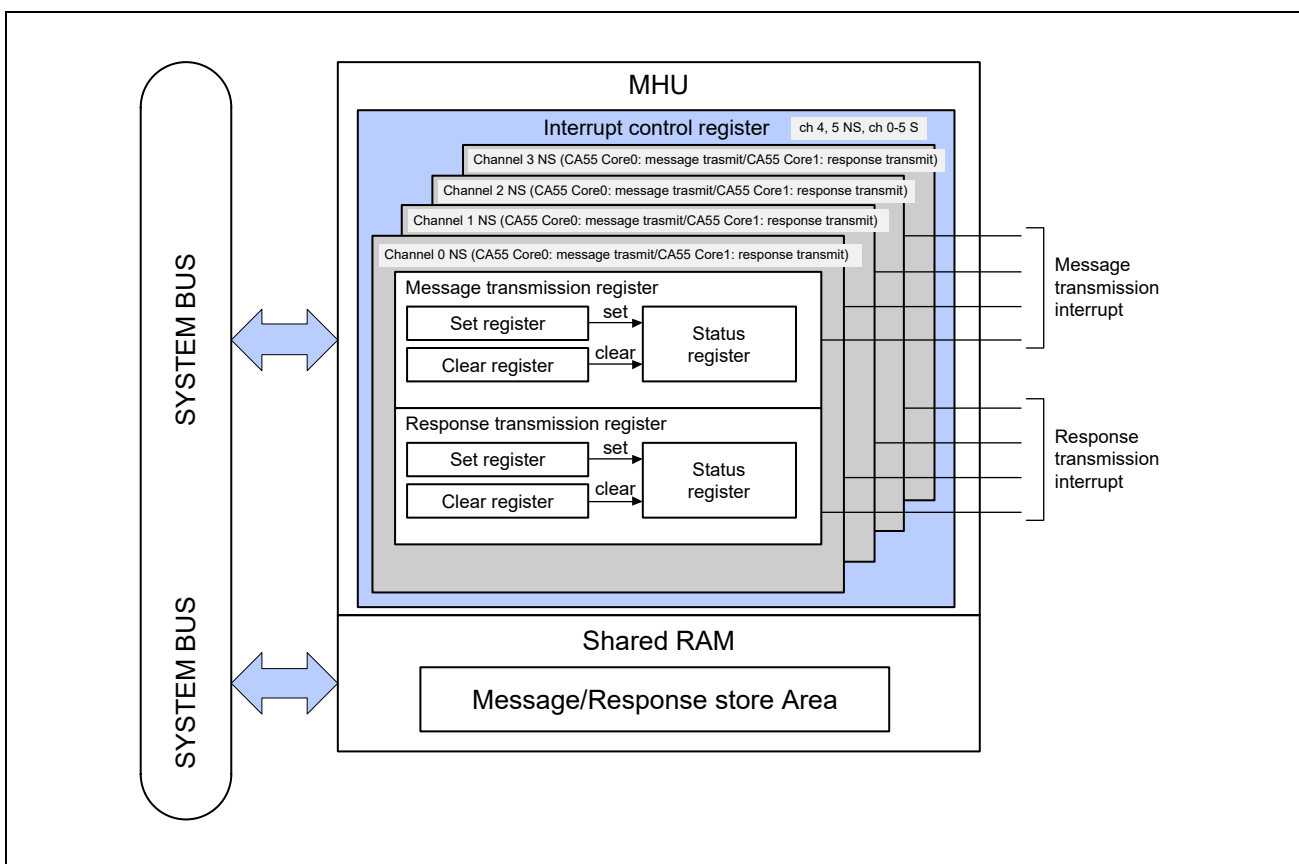 MHU
Interrupt control register
ch 4, 5 NS, ch 0-5 S
Channel 3 NS (CA55 Core0: message trasmit/CA55 Core1: response transmit)
Channel 2 NS (CA55 Core0: message trasmit/CA55 Core1: response transmit)
Channel 1 NS (CA55 Core0: message trasmit/CA55 Core1: response transmit)
Channel 0 NS (CA55 Core0: message trasmit/CA55 Core1: response transmit)
Message transmission register
Set register
set
Clear register
clear
Status
register
Response transmission register
Set register
set
Clear register
clear
Status
register
Message
transmission
interrupt
Response
transmission
interrupt
SYSTEM BUS
SYSTEM BUS
Shared RAM
Message/Response store Area